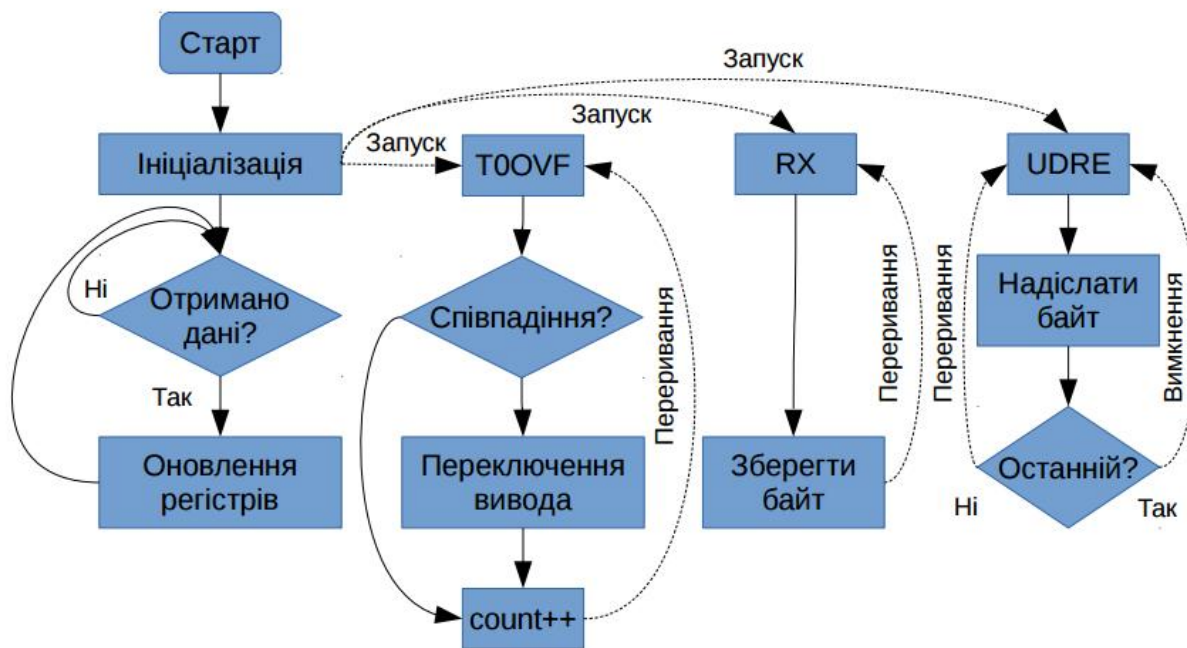 Старт
Запуск
Запуск
Запуск
Ініціалізація
T0OVF
RX
UDRE
Ні
Отримано
дані?
Співпадіння?
Переривання
Переривання
Переривання
Надіслати
байт
Вимкнення
Так
Оновлення
регістрів
Переключення
вивода
Зберегти
байт
Останній?
Ні
Так
count++